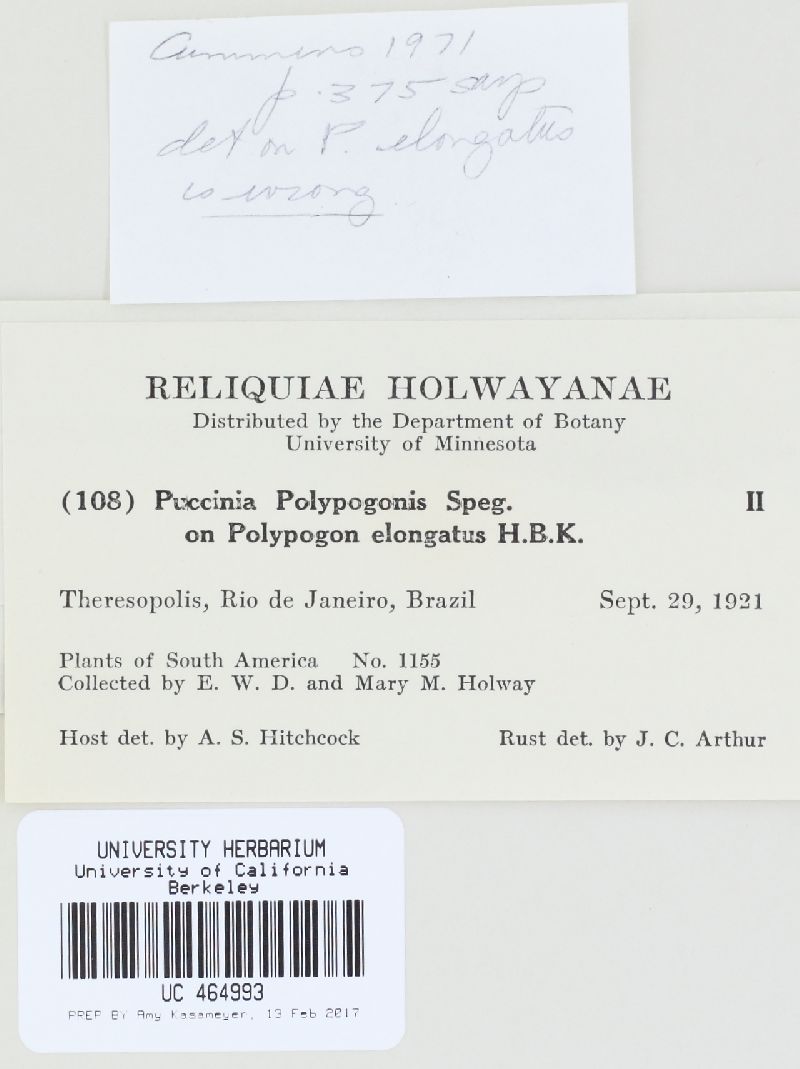 Cummins 1971
p. 375 says
det on P. elongatus
is wrong
RELIQUIAE HOLWAYANAE
Distributed by the Department of Botany
University of Minnesota
(108) Puccinia Polypogonis Speg. II
on Polypogon elongatus H.B.K.
Theresopolis, Rio de Janeiro, Brazil Sept. 29, 1921
Plants of South America No. 1155
Collected by E. W. D. and Mary M. Holway
Host det. by A. S. Hitchcock Rust det. by J. C. Arthur
UNIVERSITY HERBARIUM
University of California
Berkeley
UC 464993
PREP BY Amy Kasameyer, 13 Feb 2017